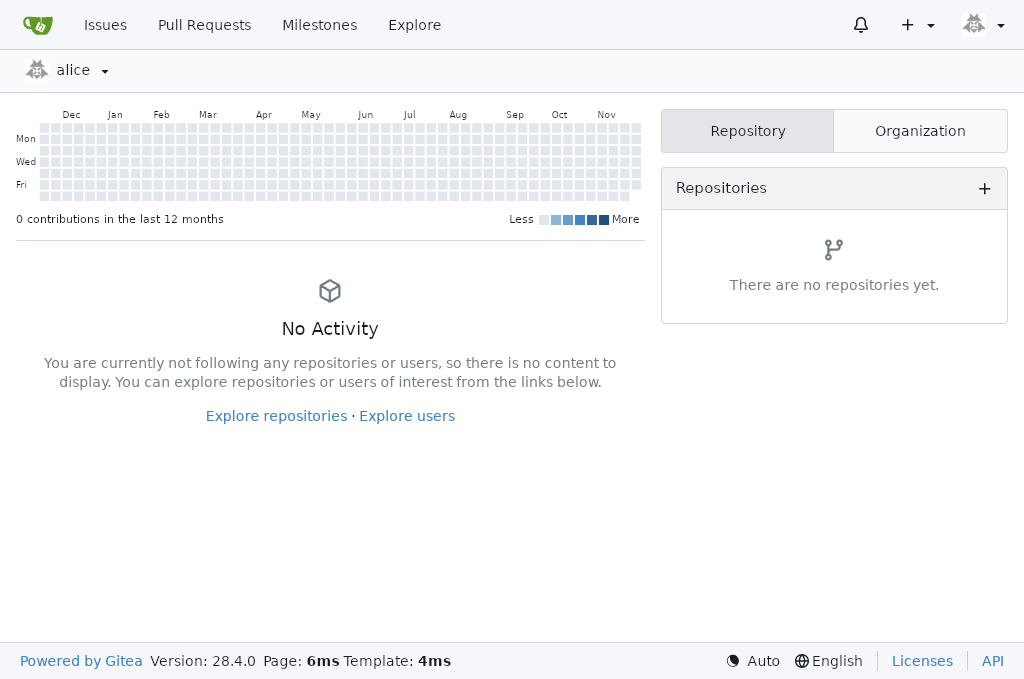 Issues Pull Requests Milestones Explore
alice
Dec Jan Feb Mar Apr May Jun Jul Aug Sep Oct Nov
Mon
Wed
Fri
0 contributions in the last 12 months Less More
No Activity
You are currently not following any repositories or users, so there is no content to
display. You can explore repositories or users of interest from the links below.
Explore repositories · Explore users
Repository Organization
Repositories
There are no repositories yet.
Powered by Gitea Version: 28.4.0 Page: 6ms Template: 4ms Auto English Licenses API